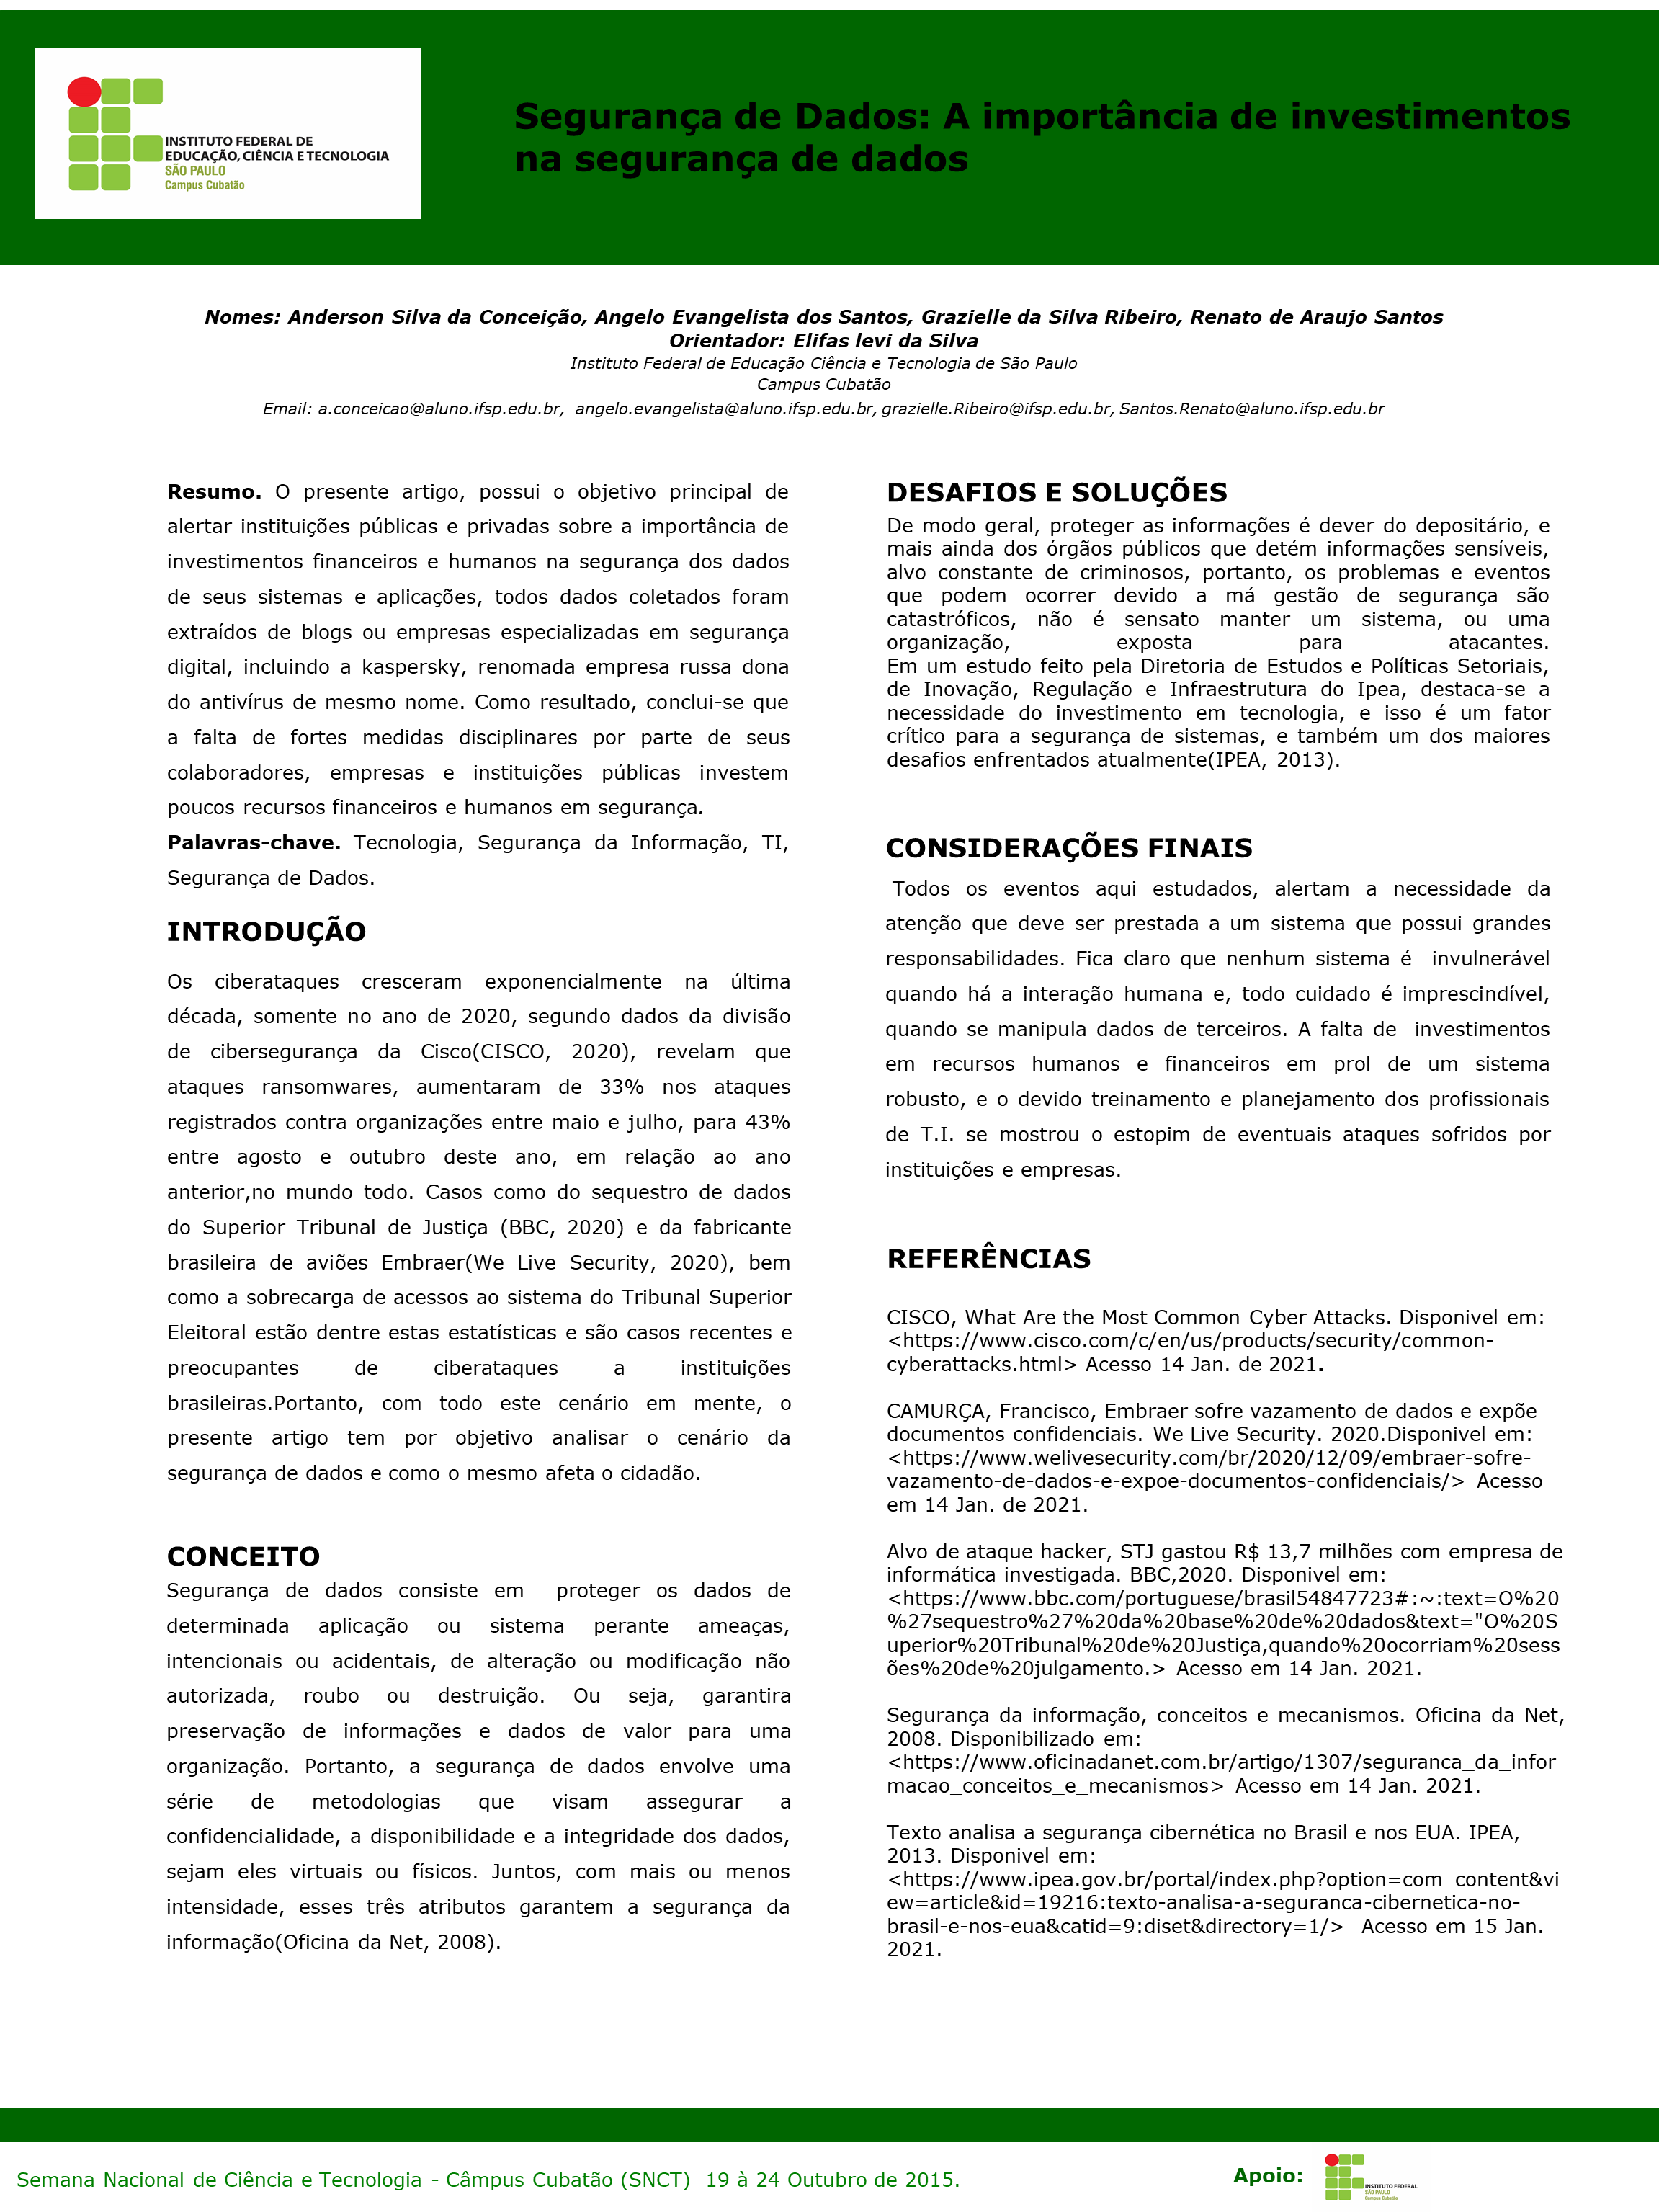 INSTITUTO FEDERAL DE
EDUCAÇÃO, CIÊNCIA E TECNOLOGIA
SÃO PAULO
Campus Cubatão
Segurança de Dados: A importância de investimentos
na segurança de dados
Nomes: Anderson Silva da Conceição, Angelo Evangelista dos Santos, Grazielle da Silva Ribeiro, Renato de Araujo Santos
Orientador: Elifas levi da Silva
Instituto Federal de Educação Ciência e Tecnologia de São Paulo
Campus Cubatão
Email: a.conceicao@aluno.ifsp.edu.br, angelo.evangelista@aluno.ifsp.edu.br, grazielle.Ribeiro@ifsp.edu.br, Santos.Renato@aluno.ifsp.edu.br
Resumo. O presente artigo, possui o objetivo principal de
alertar instituições públicas e privadas sobre a importância de
investimentos financeiros e humanos na segurança dos dados
de seus sistemas e aplicações, todos dados coletados foram
extraídos de blogs ou empresas especializadas em segurança
digital, incluindo a kaspersky, renomada empresa russa dona
do antivírus de mesmo nome. Como resultado, conclui-se que
a falta de fortes medidas disciplinares por parte de seus
colaboradores, empresas e instituições públicas investem
poucos recursos financeiros e humanos em segurança.
Palavras-chave. Tecnologia, Segurança da Informação, TI,
Segurança de Dados.
INTRODUÇÃO
Os ciberataques cresceram exponencialmente na última
década, somente no ano de 2020, segundo dados da divisão
de cibersegurança da Cisco(CISCO, 2020), revelam que
ataques ransomwares, aumentaram de 33% nos ataques
registrados contra organizações entre maio e julho, para 43%
entre agosto e outubro deste ano, em relação ao ano
anterior,no mundo todo. Casos como do sequestro de dados
do Superior Tribunal de Justiça (BBC, 2020) e da fabricante
brasileira de aviões Embraer(We Live Security, 2020), bem
como a sobrecarga de acessos ao sistema do Tribunal Superior
Eleitoral estão dentre estas estatísticas e são casos recentes e
preocupantes de ciberataques a instituições
brasileiras.Portanto, com todo este cenário em mente, o
presente artigo tem por objetivo analisar o cenário da
segurança de dados e como o mesmo afeta o cidadão.
CONCEITO
Segurança de dados consiste em proteger os dados de
determinada aplicação ou sistema perante ameaças,
intencionais ou acidentais, de alteração ou modificação não
autorizada, roubo ou destruição. Ou seja, garantira
preservação de informações e dados de valor para uma
organização. Portanto, a segurança de dados envolve uma
série de metodologias que visam assegurar a
confidencialidade, a disponibilidade e a integridade dos dados,
sejam eles virtuais ou físicos. Juntos, com mais ou menos
intensidade, esses três atributos garantem a segurança da
informação(Oficina da Net, 2008).
DESAFIOS E SOLUÇÕES
De modo geral, proteger as informações é dever do depositário, e
mais ainda dos órgãos públicos que detém informações sensíveis,
alvo constante de criminosos, portanto, os problemas e eventos
que podem ocorrer devido a má gestão de segurança são
catastróficos, não é sensato manter um sistema, ou uma
organização, exposta para atacantes.
Em um estudo feito pela Diretoria de Estudos e Políticas Setoriais,
de Inovação, Regulação e Infraestrutura do Ipea, destaca-se a
necessidade do investimento em tecnologia, e isso é um fator
crítico para a segurança de sistemas, e também um dos maiores
desafios enfrentados atualmente(IPEA, 2013).
CONSIDERAÇÕES FINAIS
Todos os eventos aqui estudados, alertam a necessidade da
atenção que deve ser prestada a um sistema que possui grandes
responsabilidades. Fica claro que nenhum sistema é invulnerável
quando há a interação humana e, todo cuidado é imprescindível,
quando se manipula dados de terceiros. A falta de investimentos
em recursos humanos e financeiros em prol de um sistema
robusto, e o devido treinamento e planejamento dos profissionais
de T.I. se mostrou o estopim de eventuais ataques sofridos por
instituições e empresas.
REFERÊNCIAS
CISCO, What Are the Most Common Cyber Attacks. Disponivel em:
<https://www.cisco.com/c/en/us/products/security/common-
cyberattacks.html> Acesso 14 Jan. de 2021.
CAMURÇA, Francisco, Embraer sofre vazamento de dados e expõe
documentos confidenciais. We Live Security. 2020.Disponivel em:
<https://www.welivesecurity.com/br/2020/12/09/embraer-sofre-
vazamento-de-dados-e-expoe-documentos-confidenciais/> Acesso
em 14 Jan. de 2021.
Alvo de ataque hacker, STJ gastou R$ 13,7 milhões com empresa de
informática investigada. BBC,2020. Disponivel em:
<https://www.bbc.com/portuguese/brasil54847723#:~:text=O%20
%27sequestro%27%20da%20base%20de%20dados&text="O%20S
uperior%20Tribunal%20de%20Justiça,quando%20ocorriam%20sess
ões%20de%20julgamento.> Acesso em 14 Jan. 2021.
Segurança da informação, conceitos e mecanismos. Oficina da Net,
2008. Disponibilizado em:
<https://www.oficinadanet.com.br/artigo/1307/seguranca_da_infor
macao_conceitos_e_mecanismos> Acesso em 14 Jan. 2021.
Texto analisa a segurança cibernética no Brasil e nos EUA. IPEA,
2013. Disponivel em:
<https://www.ipea.gov.br/portal/index.php?option=com_content&vi
ew=article&id=19216:texto-analisa-a-seguranca-cibernetica-no-
brasil-e-nos-eua&catid=9:diset&directory=1/> Acesso em 15 Jan.
2021.
Semana Nacional de Ciência e Tecnologia - Câmpus Cubatão (SNCT) 19 à 24 Outubro de 2015.
Apoio:
INSTITUTO FEDERAL
SÃO PAULO
Campus Cubatão